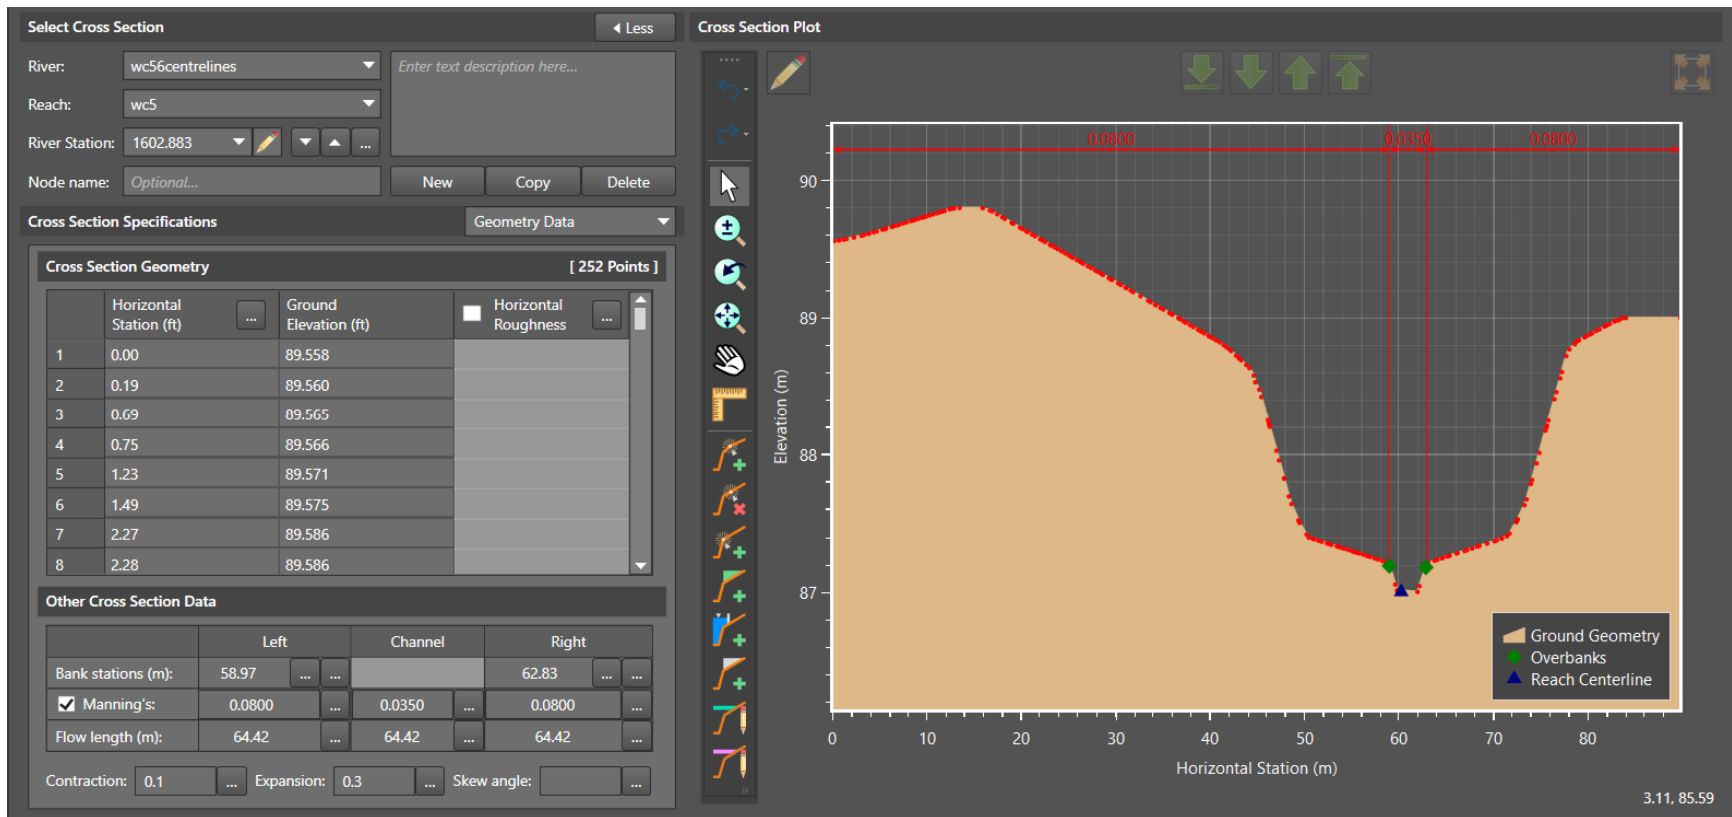 Select Cross Section
Less
River:
wc56centrelines
Enter text description here...
Reach:
wc5
River Station:
1602.883
...
Node name:
Optional...
New
Copy
Delete
Cross Section Specifications
Geometry Data
Cross Section Geometry
[ 252 Points ]
Horizontal
Station (ft)
...
Ground
Elevation (ft)
Horizontal
Roughness
...
1 0.00 89.558
2 0.19 89.560
3 0.69 89.565
4 0.75 89.566
5 1.23 89.571
6 1.49 89.575
7 2.27 89.586
8 2.28 89.586
Other Cross Section Data
Left Channel Right
Bank stations (m): 58.97 ... ... 62.83 ... ...
Manning's: 0.0800 ... 0.0350 ... 0.0800 ...
Flow length (m): 64.42 ... 64.42 ... 64.42 ...
Contraction: 0.1 ... Expansion: 0.3 ... Skew angle: ...
Cross Section Plot
0.0800 0.0350 0.0800
90
89
88
87
Elevation (m)
Ground Geometry
Overbanks
Reach Centerline
0 10 20 30 40 50 60 70 80
Horizontal Station (m)
3.11, 85.59